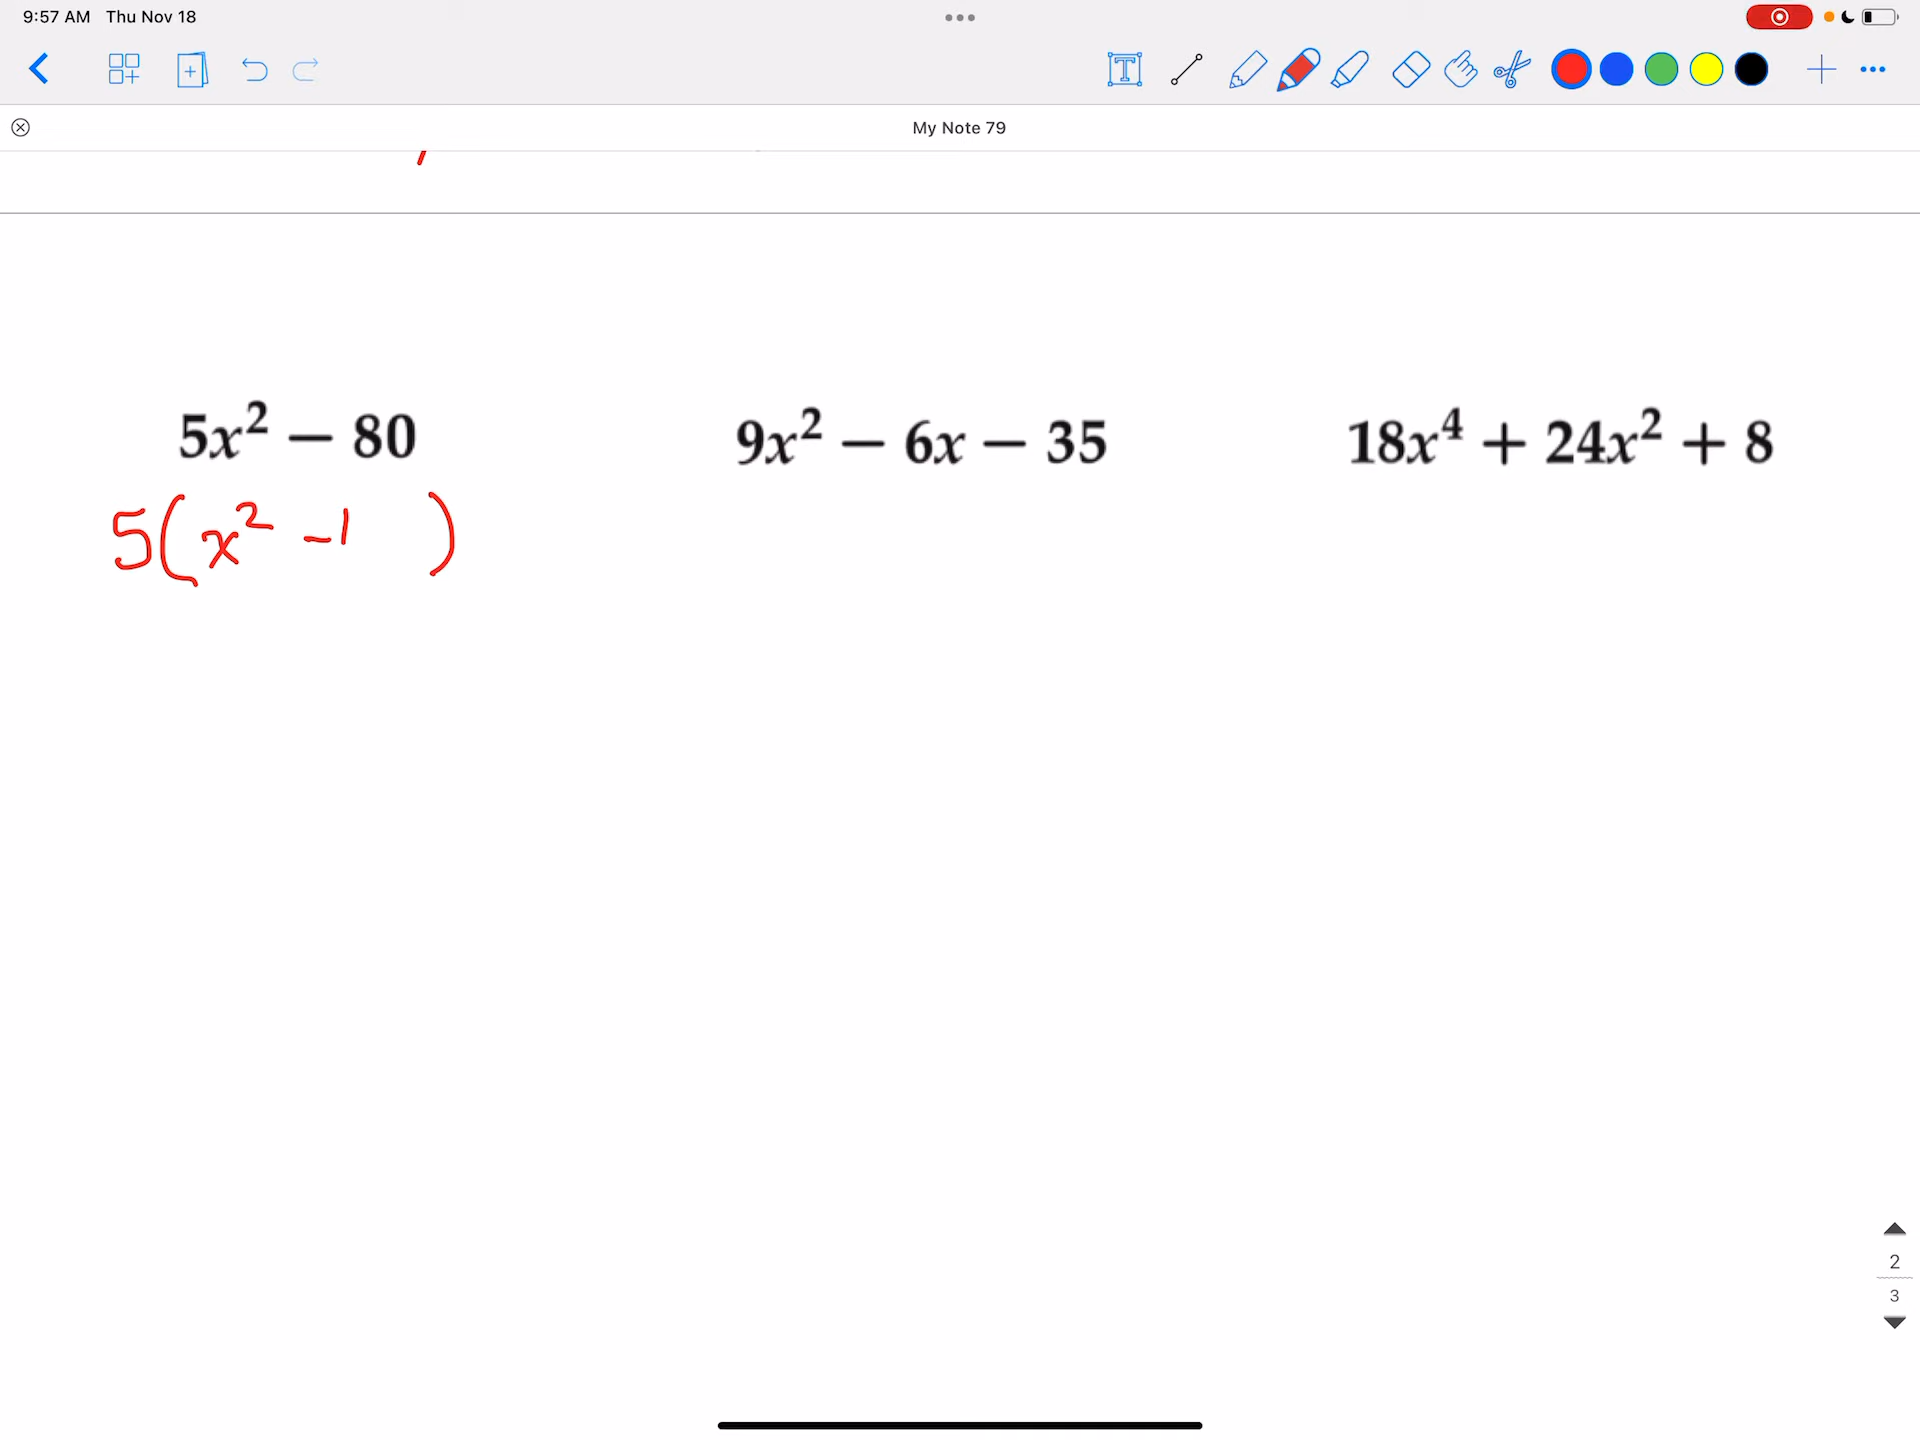 9:57 AM Thu Nov 18
My Note 79
5x² − 80
9x² − 6x − 35
18x⁴ + 24x² + 8
5(x² −1 )
2
3